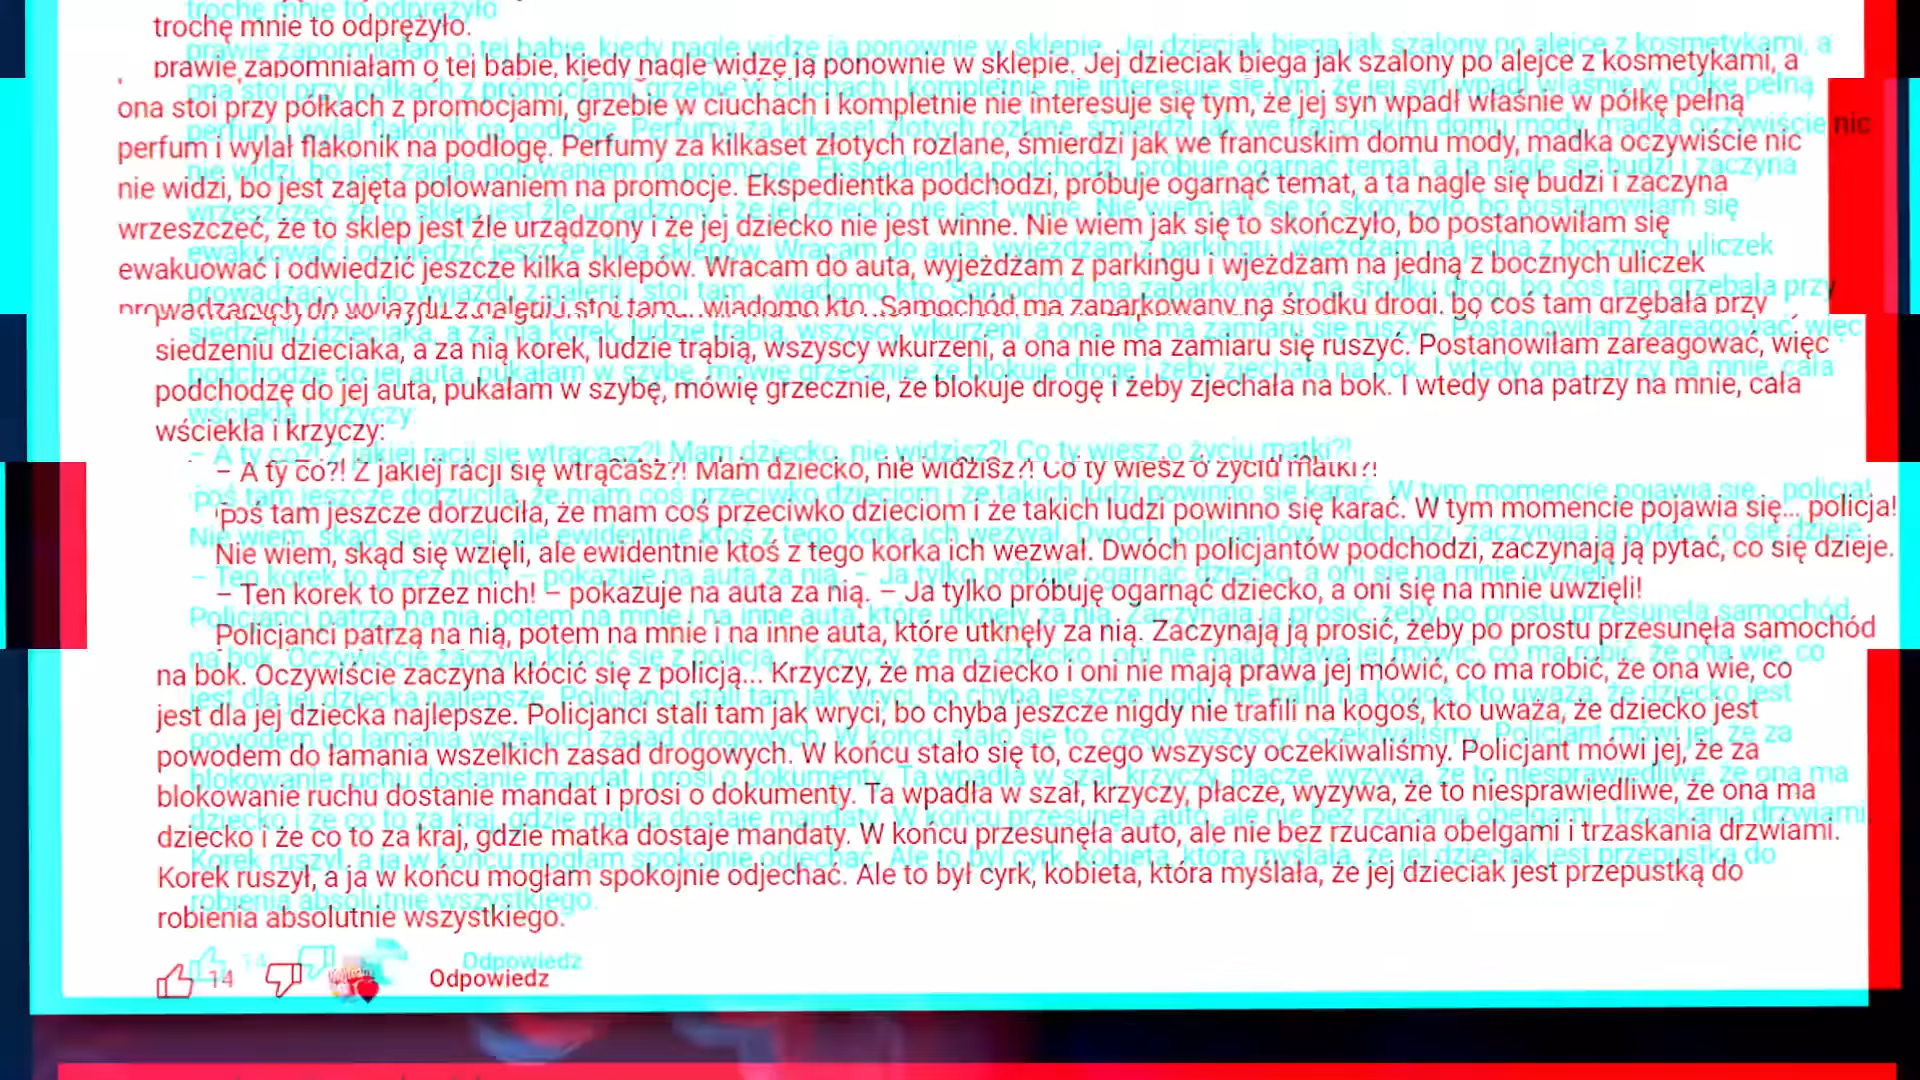 trochę mnie to odprężyło.
prawie zapomniałam o tej babie, kiedy nagle widzę ją ponownie w sklepie. Jej dzieciak biega jak szalony po alejce z kosmetykami, a
ona stoi przy półkach z promocjami, grzebie w ciuchach i kompletnie nie interesuje się tym, że jej syn wpadł właśnie w półkę pełną
perfum i wylał flakonik na podłogę. Perfumy za kilkaset złotych rozlane, śmierdzi jak we francuskim domu mody, madka oczywiście nic
nie widzi, bo jest zajęta polowaniem na promocje. Ekspedientka podchodzi, próbuje ogarnąć temat, a ta nagle się budzi i zaczyna
wrzeszczeć, że to sklep jest źle urządzony i że jej dziecko nie jest winne. Nie wiem jak się to skończyło, bo postanowiłam się
ewakuować i odwiedzić jeszcze kilka sklepów. Wracam do auta, wyjeżdżam z parkingu i wjeżdżam na jedną z bocznych uliczek
prowadzących do wyjazdu z galerii i stoi tam... wiadomo kto. Samochód ma zaparkowany na środku drogi, bo coś tam grzebała przy
siedzeniu dzieciaka, a za nią korek, ludzie trąbią, wszyscy wkurzeni, a ona nie ma zamiaru się ruszyć. Postanowiłam zareagować, więc
podchodzę do jej auta, pukałam w szybę, mówię grzecznie, że blokuje drogę i żeby zjechała na bok. I wtedy ona patrzy na mnie, cała
wściekła i krzyczy:
– A ty co?! Z jakiej racji się wtrącasz?! Mam dziecko, nie widzisz?! Co ty wiesz o życiu matki?!
poś tam jeszcze dorzuciła, że mam coś przeciwko dzieciom i że takich ludzi powinno się karać. W tym momencie pojawia się... policja!
Nie wiem, skąd się wzięli, ale ewidentnie ktoś z tego korka ich wezwał. Dwóch policjantów podchodzi, zaczynają ją pytać, co się dzieje.
– Ten korek to przez nich! – pokazuje na auta za nią. – Ja tylko próbuję ogarnąć dziecko, a oni się na mnie uwzięli!
Policjanci patrzą na nią, potem na mnie i na inne auta, które utknęły za nią. Zaczynają ją prosić, żeby po prostu przesunęła samochód
na bok. Oczywiście zaczyna kłócić się z policją... Krzyczy, że ma dziecko i oni nie mają prawa jej mówić, co ma robić, że ona wie, co
jest dla jej dziecka najlepsze. Policjanci stali tam jak wryci, bo chyba jeszcze nigdy nie trafili na kogoś, kto uważa, że dziecko jest
powodem do łamania wszelkich zasad drogowych. W końcu stało się to, czego wszyscy oczekiwaliśmy. Policjant mówi jej, że za
blokowanie ruchu dostanie mandat i prosi o dokumenty. Ta wpadła w szał, krzyczy, płacze, wyzywa, że to niesprawiedliwe, że ona ma
dziecko i że co to za kraj, gdzie matka dostaje mandaty. W końcu przesunęła auto, ale nie bez rzucania obelgami i trzaskania drzwiami.
Korek ruszył, a ja w końcu mogłam spokojnie odjechać. Ale to był cyrk, kobieta, która myślała, że jej dzieciak jest przepustką do
robienia absolutnie wszystkiego.
14 Odpowiedz